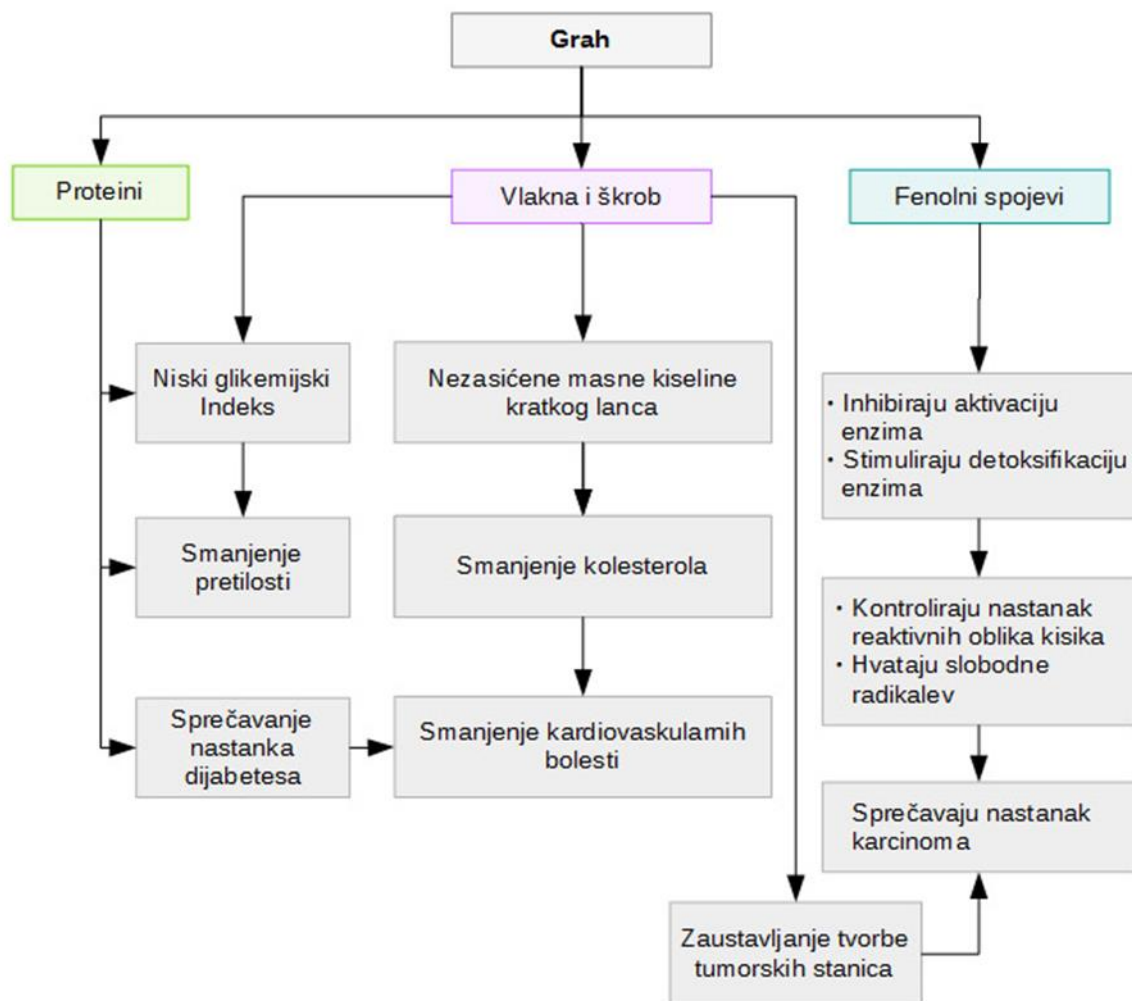 Grah
Proteini
Vlakna i škrob
Fenolni spojevi
Niski glikemijski
Indeks
Nezasićene masne kiseline
kratkog lanca
· Inhibiraju aktivaciju
enzima
· Stimuliraju detoksifikaciju
enzima
Smanjenje
pretilosti
Smanjenje kolesterola
· Kontroliraju nastanak
reaktivnih oblika kisika
· Hvataju slobodne
radikalev
Sprečavanje
nastanka
dijabetesa
Smanjenje kardiovaskularnih
bolesti
Sprečavaju nastanak
karcinoma
Zaustavljanje tvorbe
tumorskih stanica